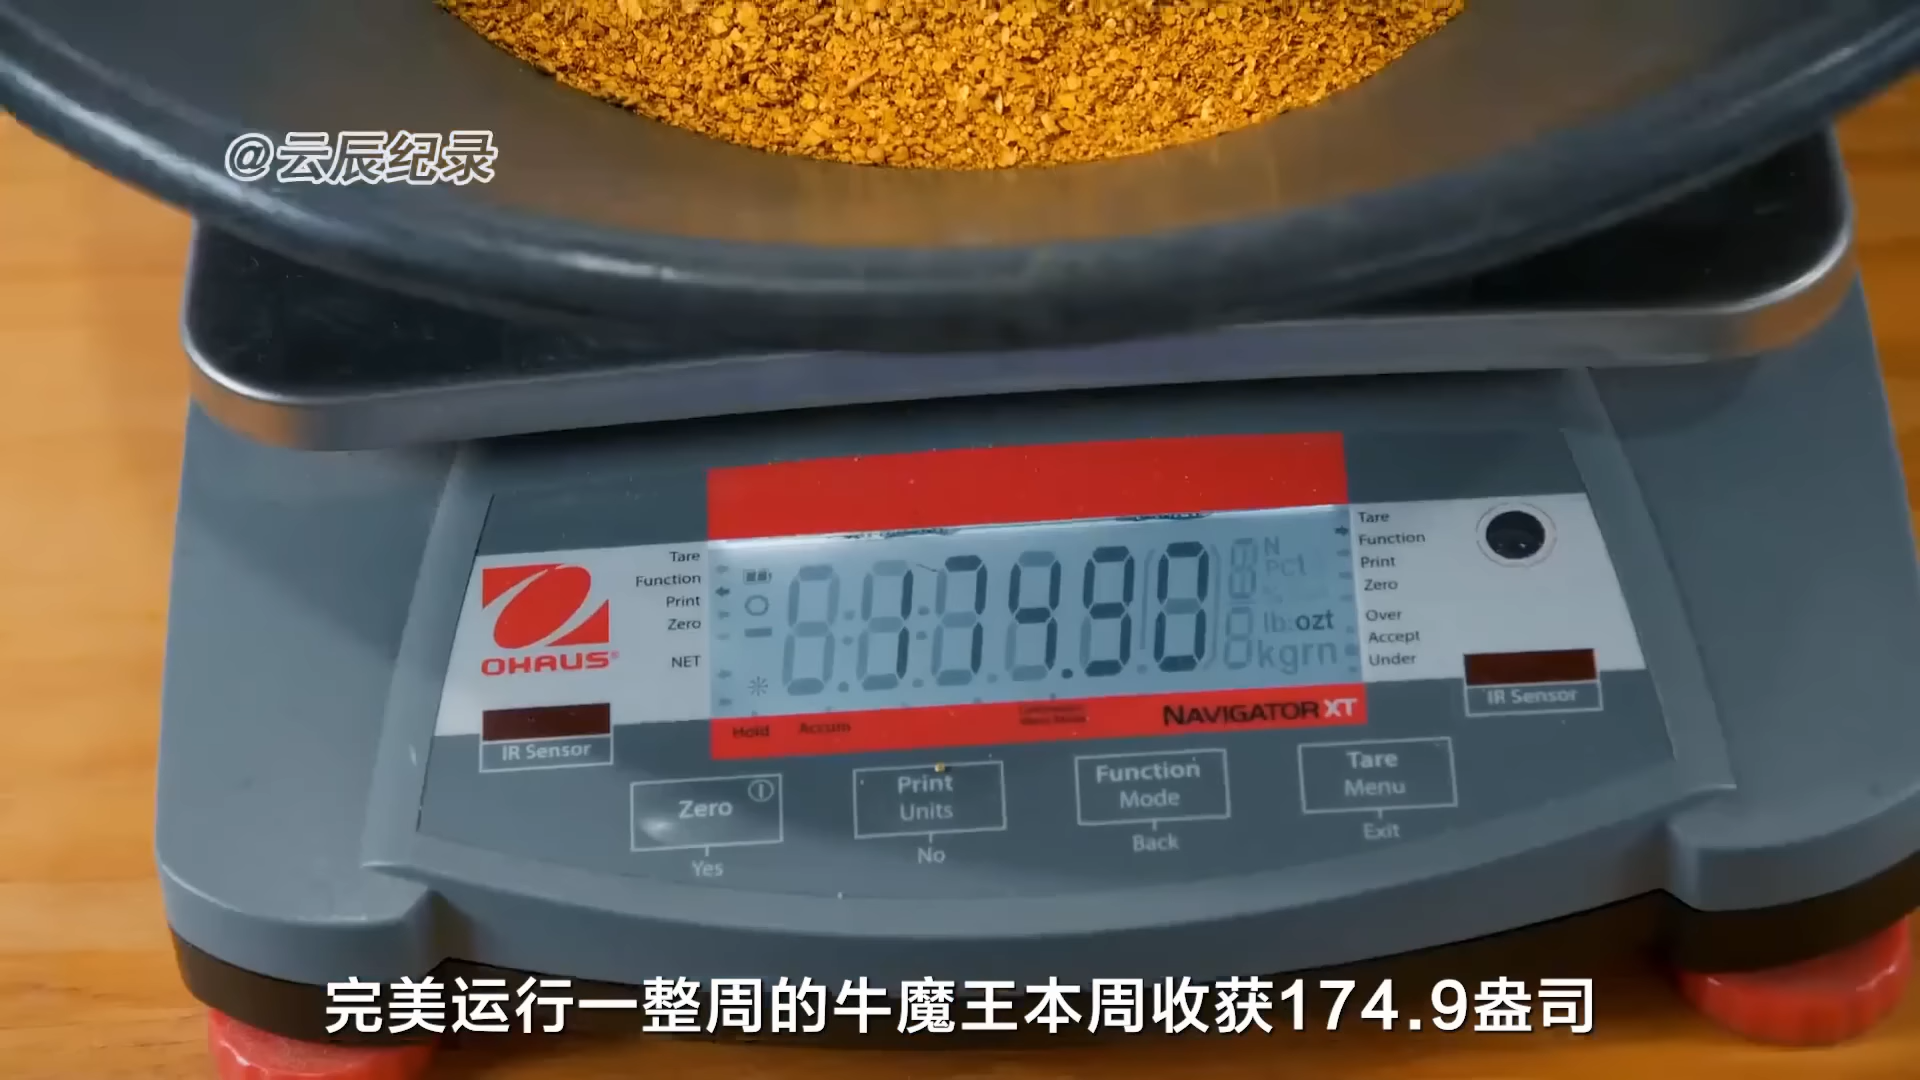 @云辰纪录
Tare
Function
Print
Zero
NET
OHAUS
IR Sensor
lb:ozt
kgrn
N
PCt
Hold
Accum
NAVIGATOR XT
Tare
Function
Print
Zero
Over
Accept
Under
IR Sensor
Zero
Yes
Print
Units
No
Function
Mode
Back
Tare
Menu
Exit
完美运行一整周的牛魔王本周收获174.9盎司